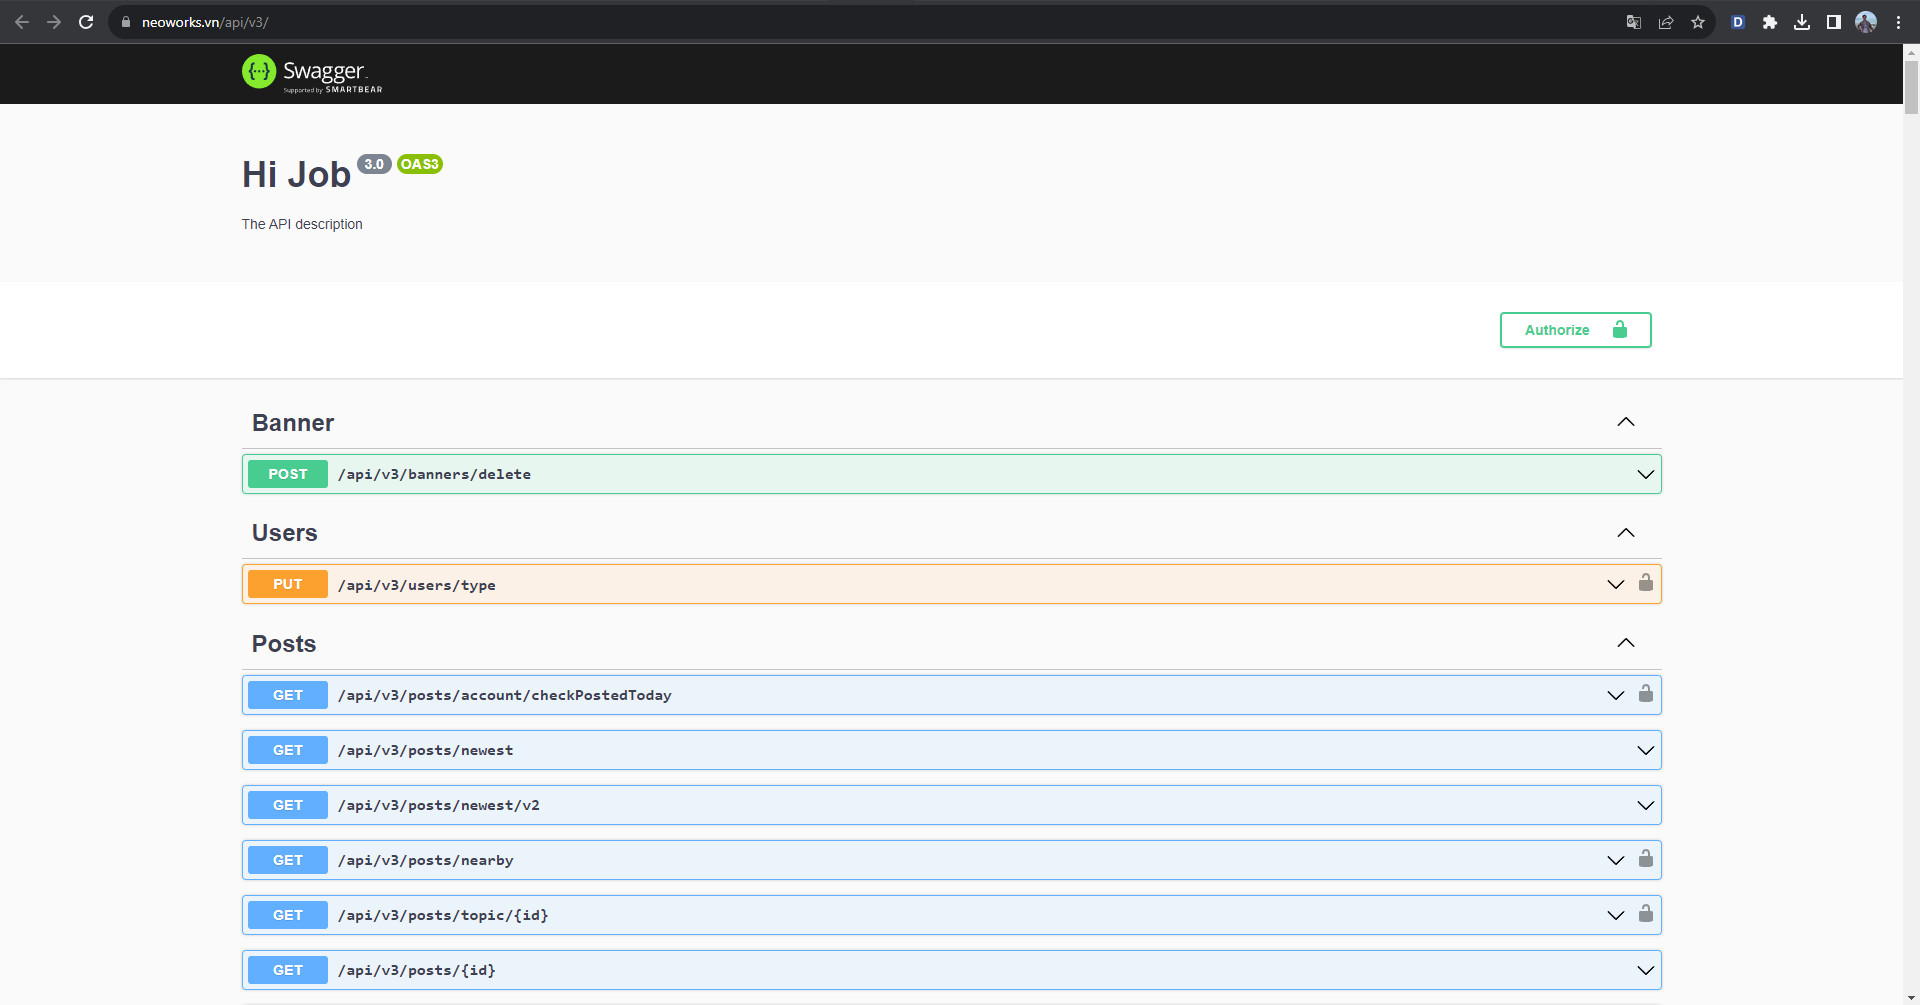 neoworks.vn/api/v3/
D
{···} Swagger
Supported by SMARTBEAR
Hi Job 3.0 OAS3
The API description
Authorize
Banner
POST /api/v3/banners/delete
Users
PUT /api/v3/users/type
Posts
GET /api/v3/posts/account/checkPostedToday
GET /api/v3/posts/newest
GET /api/v3/posts/newest/v2
GET /api/v3/posts/nearby
GET /api/v3/posts/topic/{id}
GET /api/v3/posts/{id}